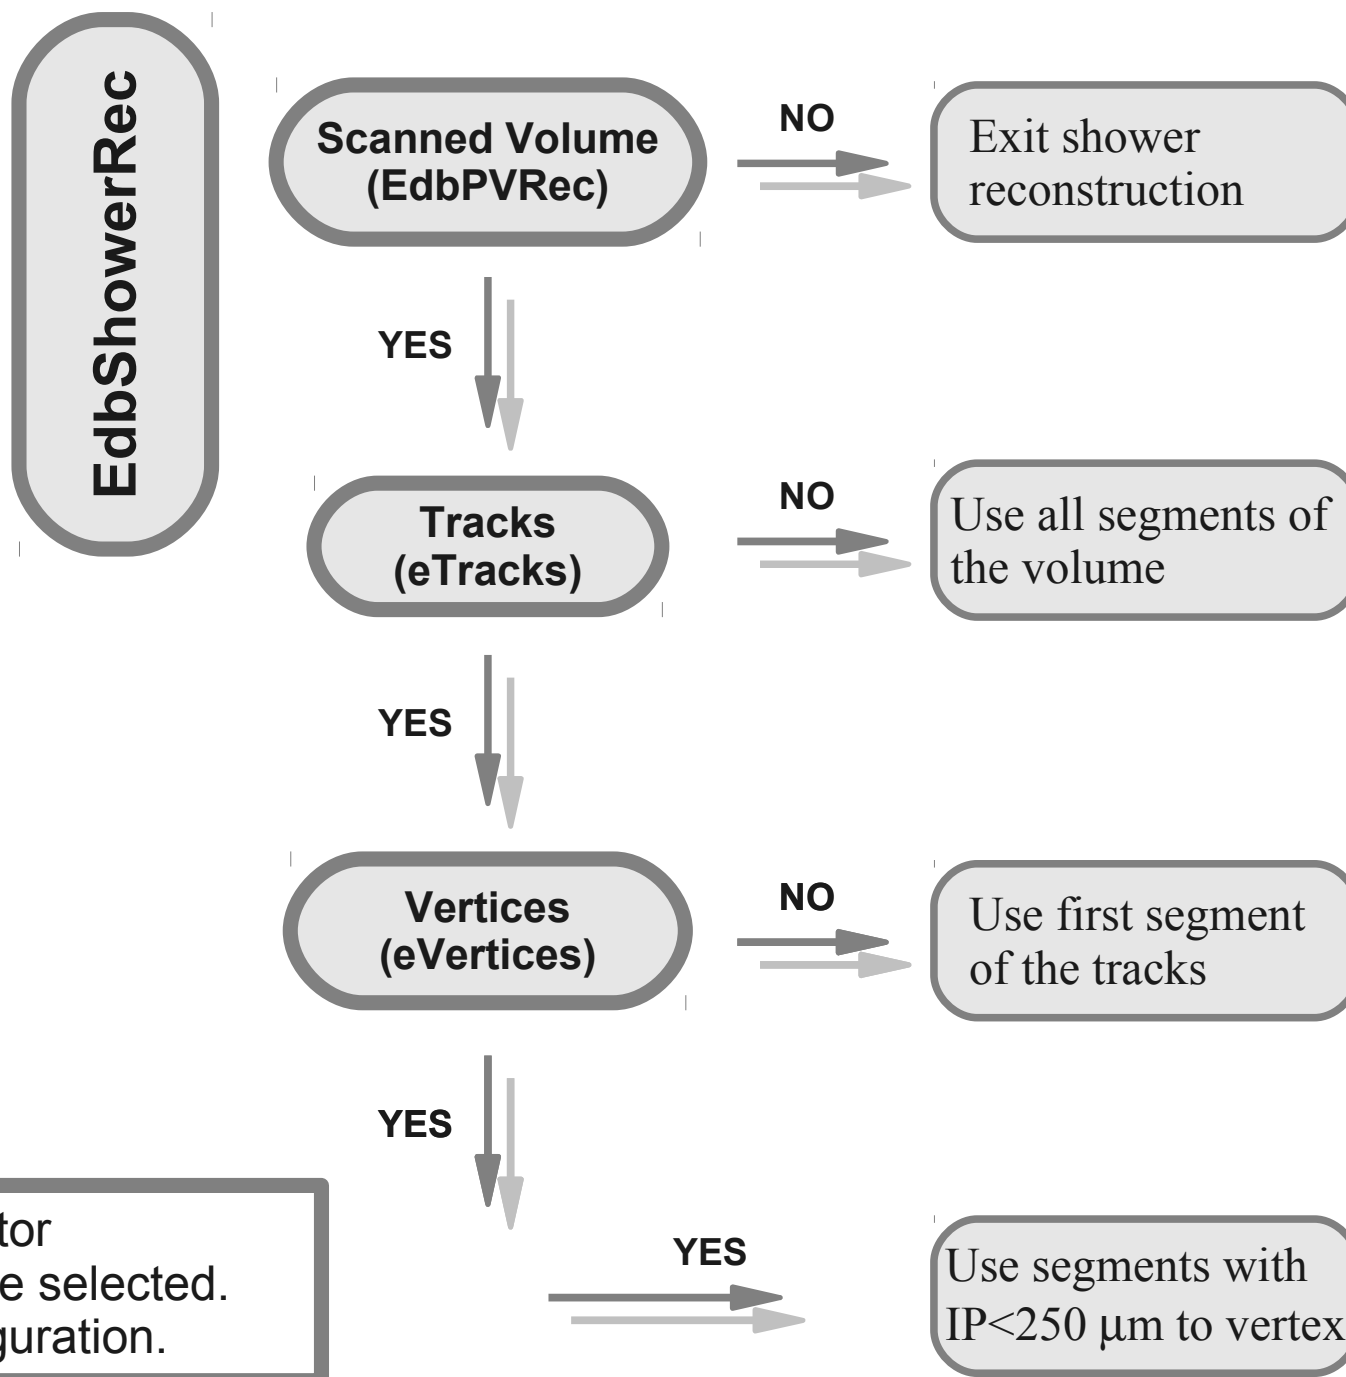 EdbShowerRec
Scanned Volume
(EdbPVRec)
NO
Exit shower
reconstruction
YES
Tracks
(eTracks)
NO
Use all segments of
the volume
YES
Vertices
(eVertices)
NO
Use first segment
of the tracks
YES
YES
Use segments with
IP<250 μm to vertex
tor
e selected.
guration.